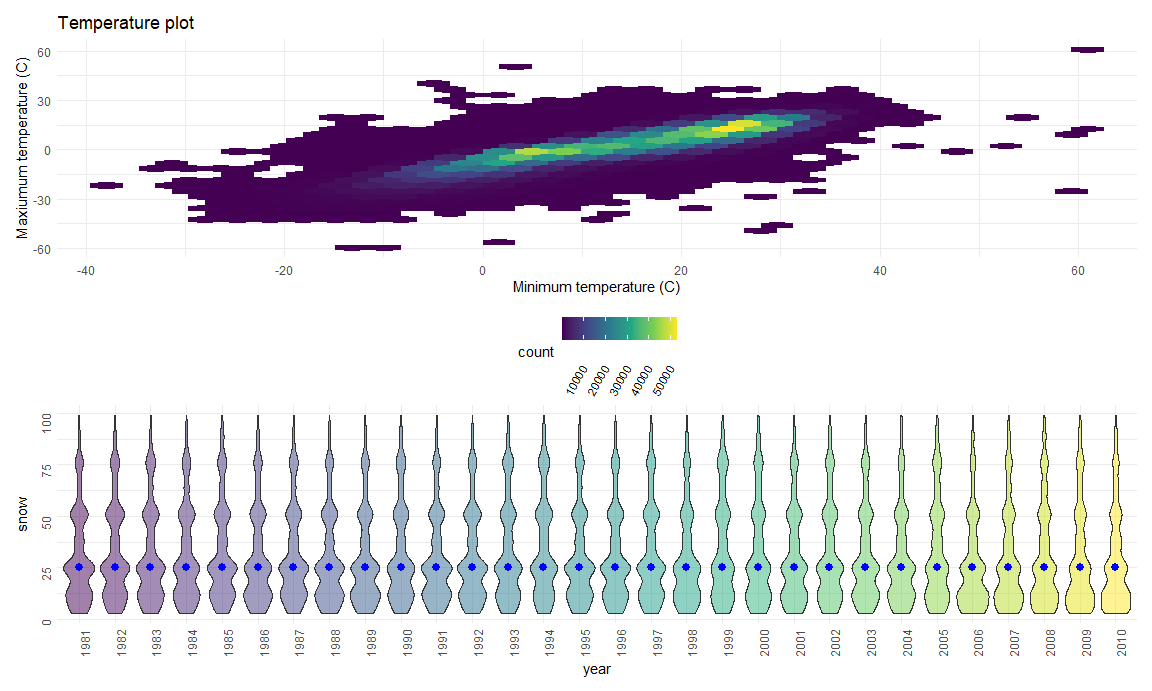 Temperature plot
60
30
0
-30
-60
Maxiumum temperature (C)
-40 -20 0 20 40 60
Minimum temperature (C)
count
10000 20000 30000 40000 50000
100
75
50
25
0
snow
1981 1982 1983 1984 1985 1986 1987 1988 1989 1990 1991 1992 1993 1994 1995 1996 1997 1998 1999 2000 2001 2002 2003 2004 2005 2006 2007 2008 2009 2010
year